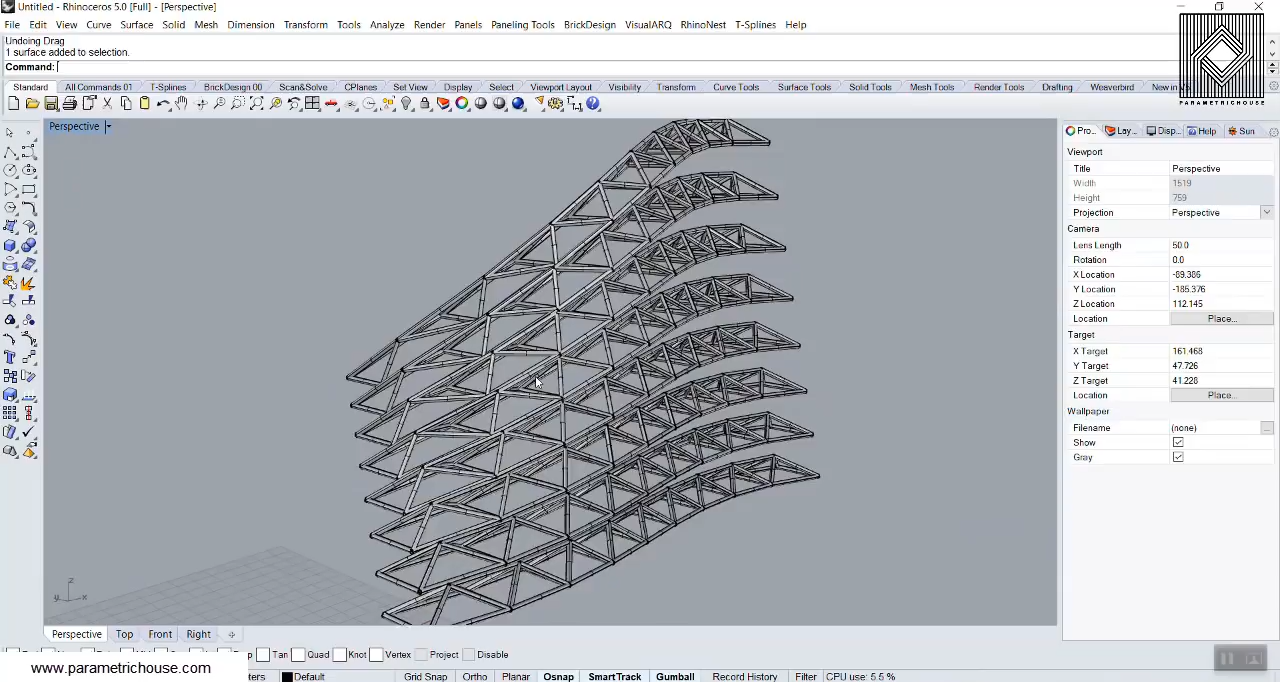 Untitled - Rhinoceros 5.0 [Full] - [Perspective]
File Edit View Curve Surface Solid Mesh Dimension Transform Tools Analyze Render Panels Paneling Tools BrickDesign VisualARQ RhinoNest T-Splines Help
Undoing Drag
1 surface added to selection.
Command:
PARAMETRICHOUSE
Standard All Commands 01 T-Splines BrickDesign 00 Scan&Solve CPlanes Set View Display Select Viewport Layout Visibility Transform Curve Tools Surface Tools Solid Tools Mesh Tools Render Tools Drafting Weaverbird New in V5
Perspective
Pro... Lay... Disp... Help Sun
Viewport
Title Perspective
Width 1519
Height 759
Projection Perspective
Camera
Lens Length 50.0
Rotation 0.0
X Location -89.386
Y Location -185.376
Z Location 112.145
Location Place...
Target
X Target 161.468
Y Target 47.726
Z Target 41.228
Location Place...
Wallpaper
Filename (none) ...
Show
Gray
z
y x
Perspective Top Front Right
Tan Quad Knot Vertex Project Disable
www.parametrichouse.com
Default Grid Snap Ortho Planar Osnap SmartTrack Gumball Record History Filter CPU use: 5.5 %